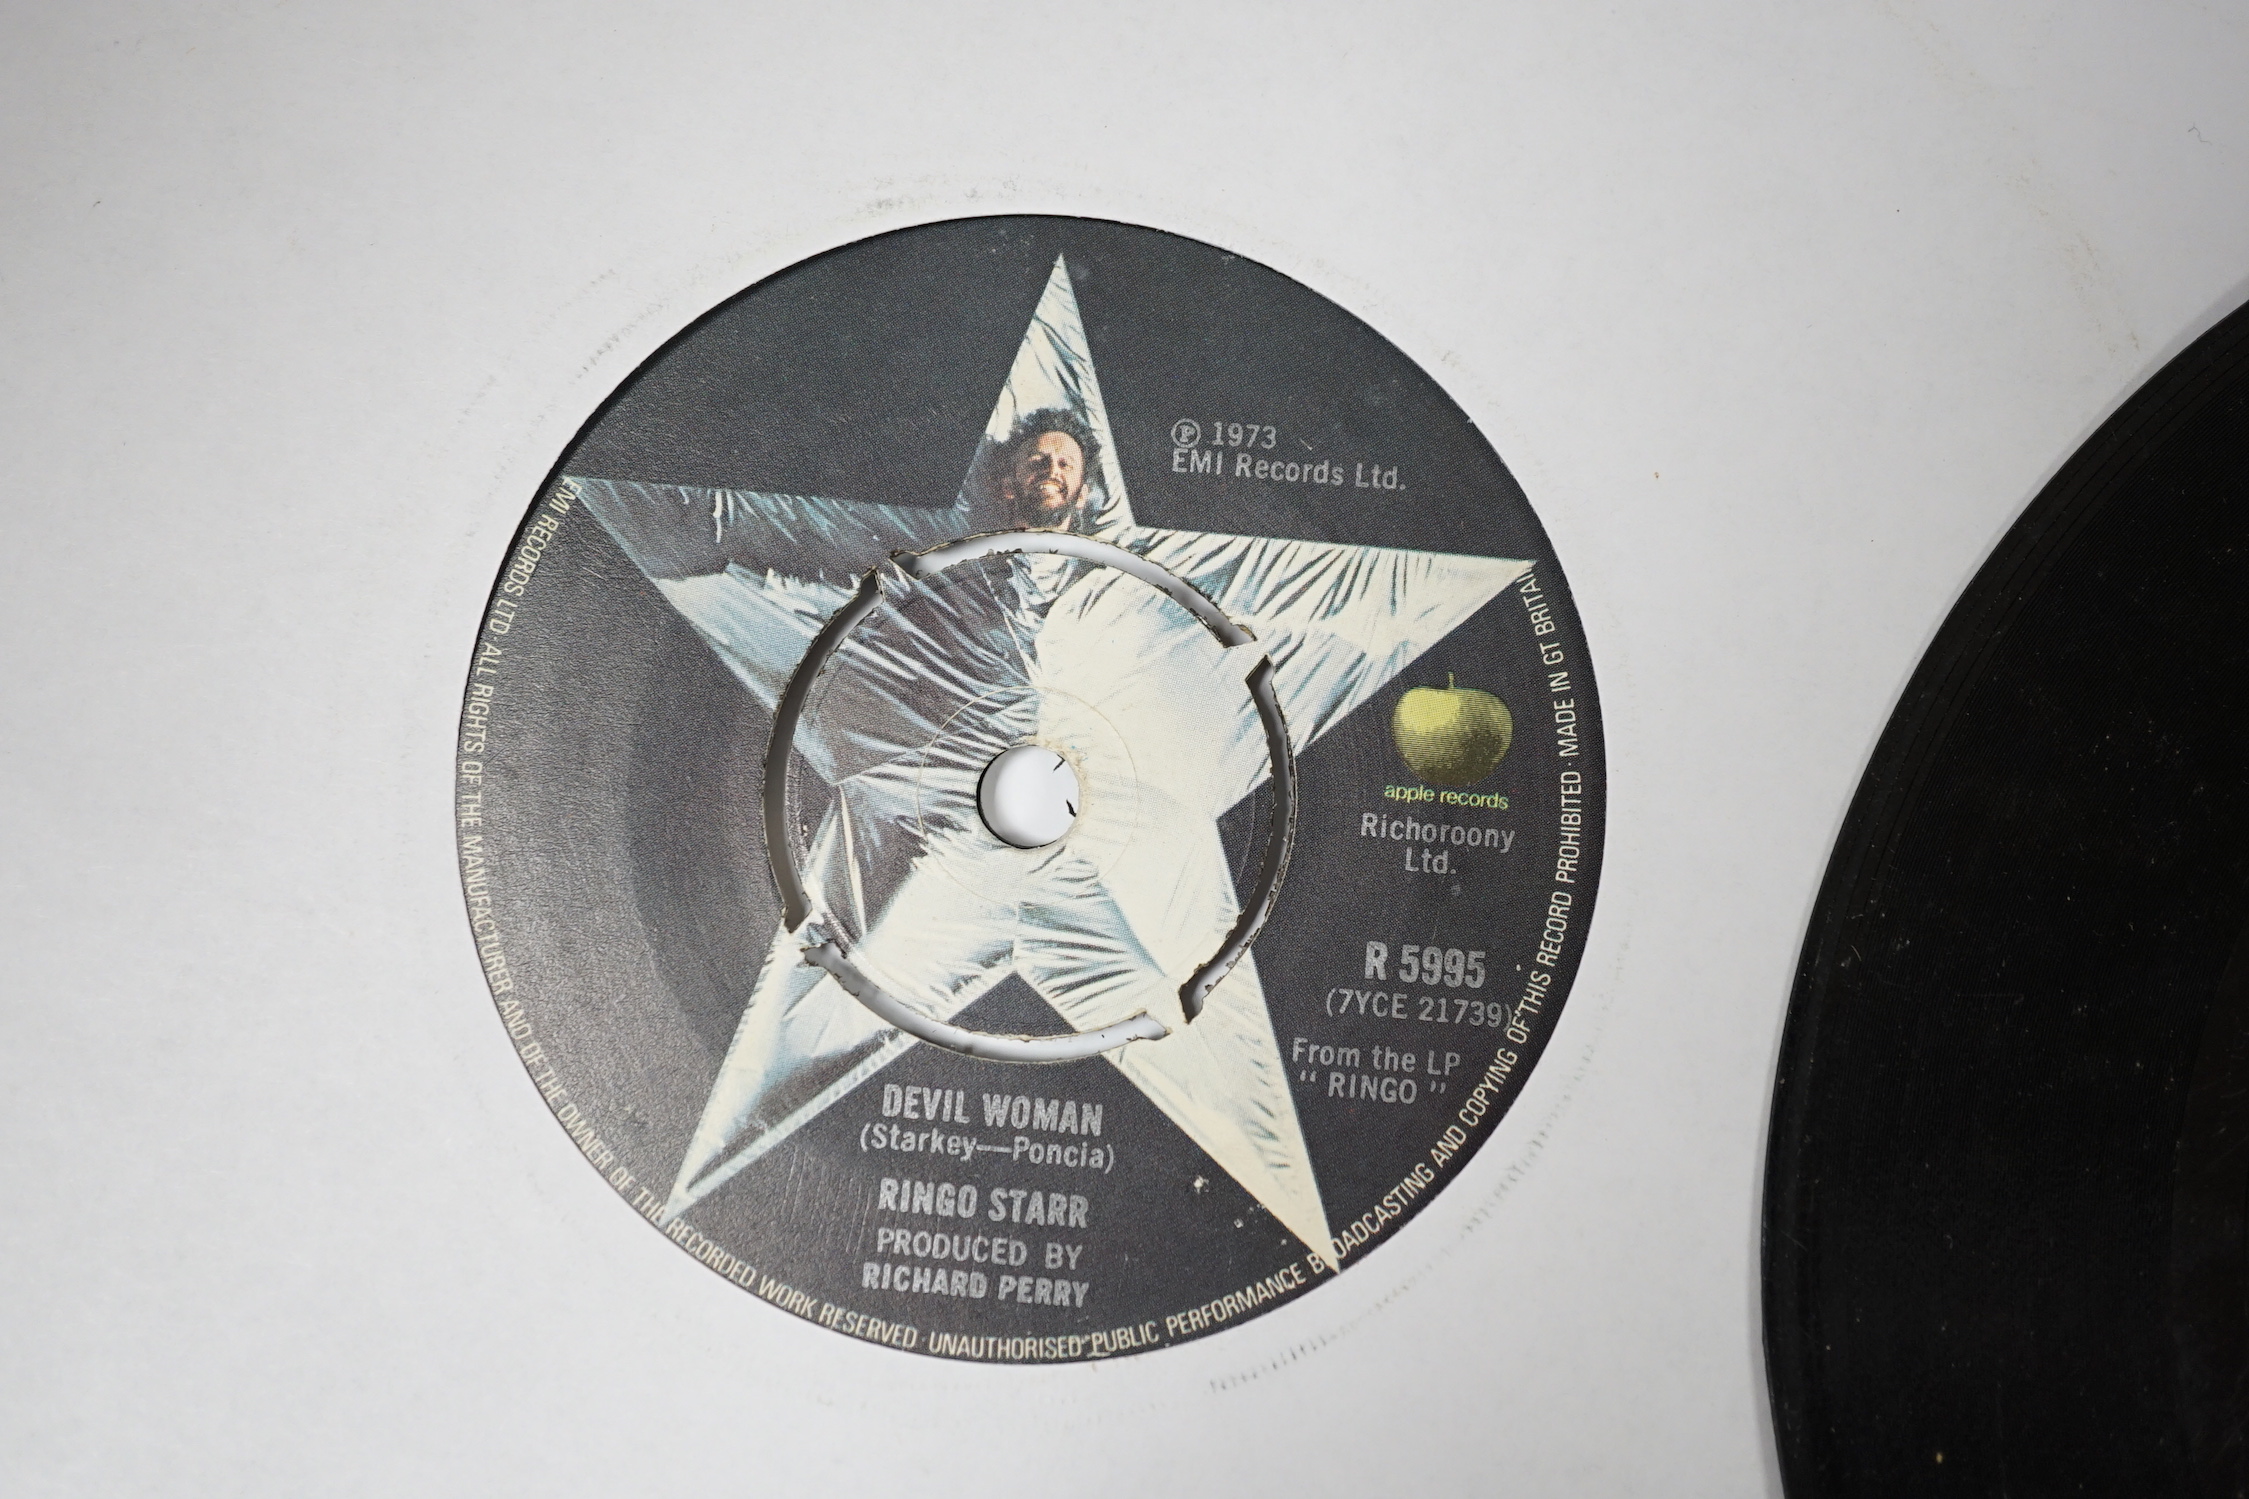 Ⓟ 1973
EMI Records Ltd.
apple records
Richoroony
Ltd.
R 5995
(7YCE 21739)
From the LP
“ RINGO ”
DEVIL WOMAN
(Starkey—Poncia)
RINGO STARR
PRODUCED BY
RICHARD PERRY
EMI RECORDS LTD. ALL RIGHTS OF THE MANUFACTURER AND OF THE OWNER OF THE RECORDED WORK RESERVED · UNAUTHORISED PUBLIC PERFORMANCE BROADCASTING AND COPYING OF THIS RECORD PROHIBITED · MADE IN GT BRITAIN